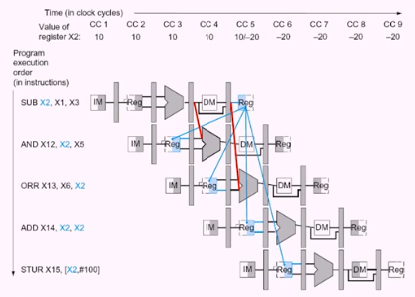 Time (in clock cycles)
Value of register X2: CC 1 CC 2 CC 3 CC 4 CC 5 CC 6 CC 7 CC 8 CC 9
10 10 10 10 10/–20 –20 –20 –20 –20
Program
execution
order
(in instructions)
SUB X2, X1, X3 IM Reg DM Reg
AND X12, X2, X5 IM Reg DM Reg
ORR X13, X6, X2 IM Reg DM Reg
ADD X14, X2, X2 IM Reg DM Reg
STUR X15, [X2,#100] IM Reg DM Reg